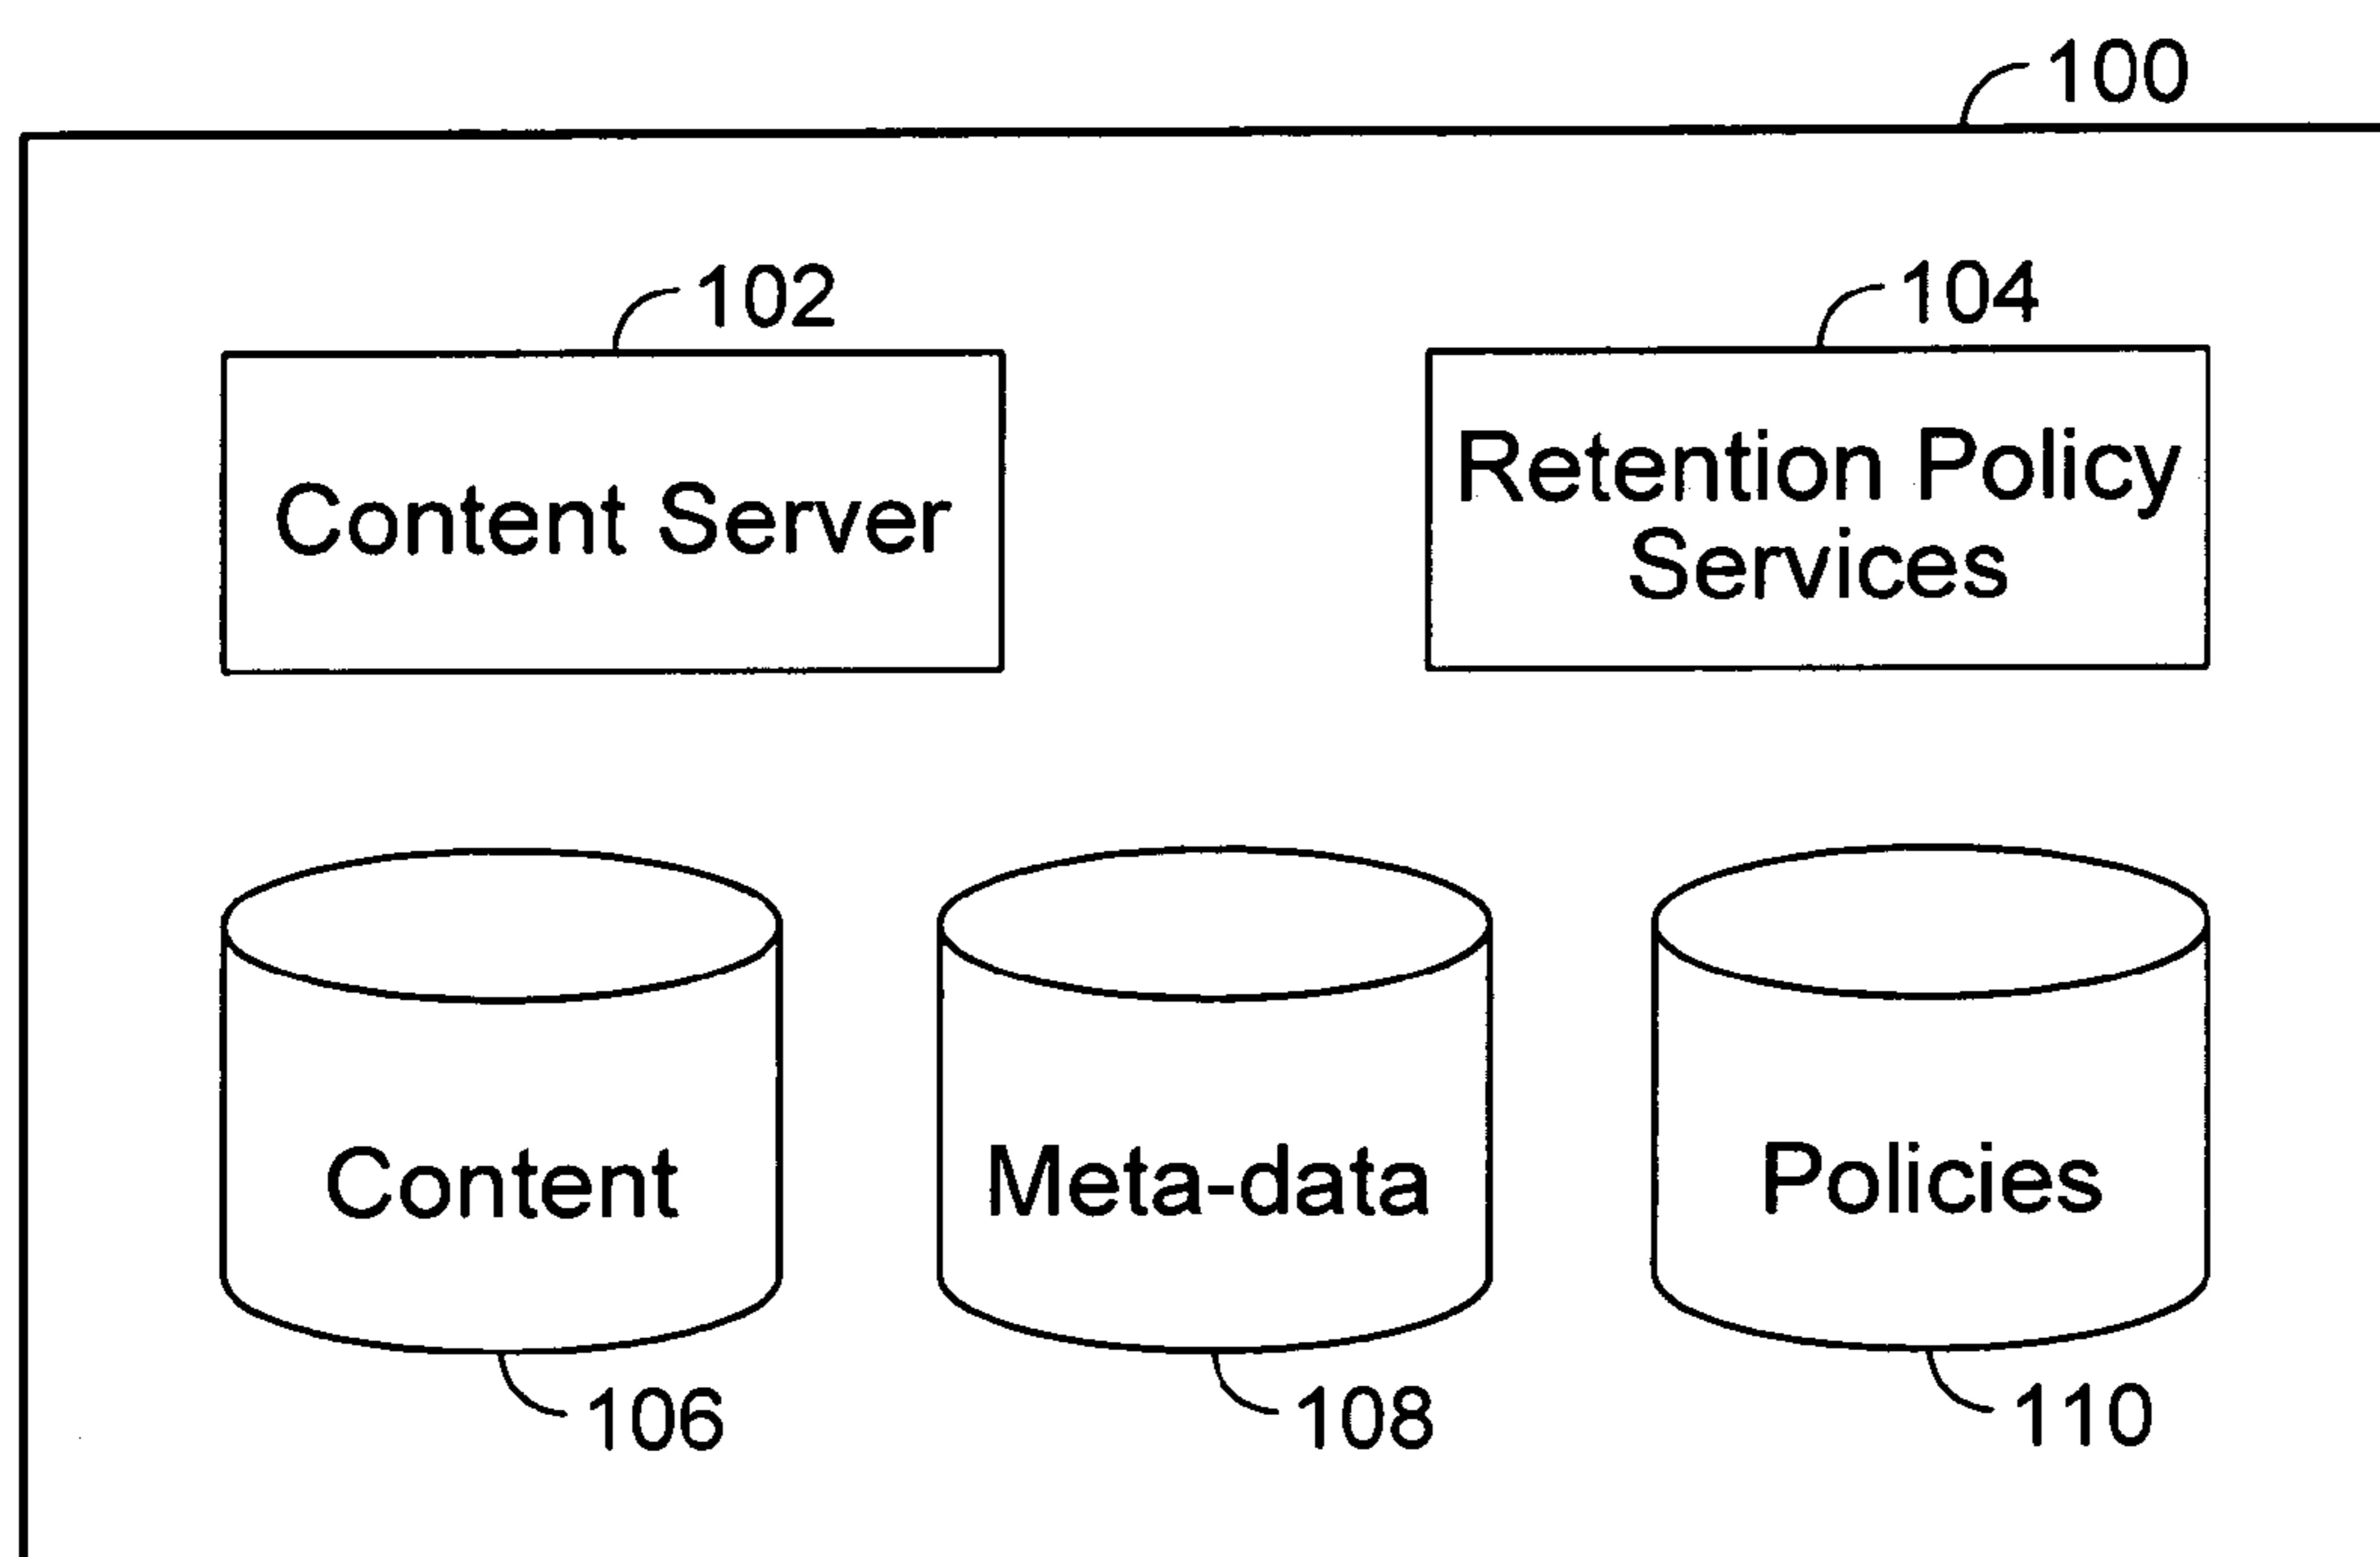 100
102
104
Content Server
Retention Policy
Services
Content
Meta-data
Policies
106
108
110